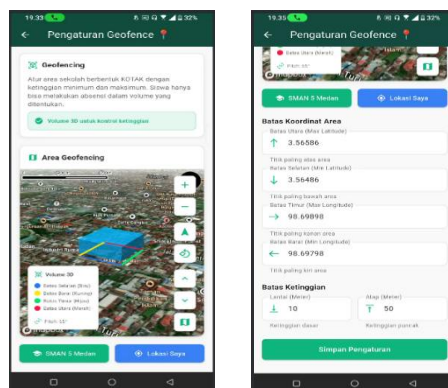 19.33
32%
Pengaturan Geofence
Geofencing
Atur area sekolah berbentuk KOTAK dengan
ketinggian minimum dan maksimum. Siswa hanya
bisa melakukan absensi dalam volume yang
ditentukan.
Volume 3D untuk kontrol ketinggian
Area Geofencing
Volume 3D
Batas Selatan (Biru)
Batas Barat (Kuning)
Batas Utara (Merah)
Pitch: 55°
SMAN 5 Medan
Lokasi Saya
19.35
32%
Pengaturan Geofence
Batas Utara (Merah)
SMAN 5 Medan
Lokasi Saya
Batas Koordinat Area
Batas Utara (Max Latitude)
3.56586
Titik paling atas area
Batas Selatan (Min Latitude)
3.56486
Titik paling bawah area
Batas Timur (Max Longitude)
98.69898
Titik paling kanan area
Batas Barat (Min Longitude)
98.69798
Titik paling kiri area
Batas Ketinggian
Lantai (Meter)
10
Ketinggian dasar
Atap (Meter)
50
Ketinggian puncak
Simpan Pengaturan